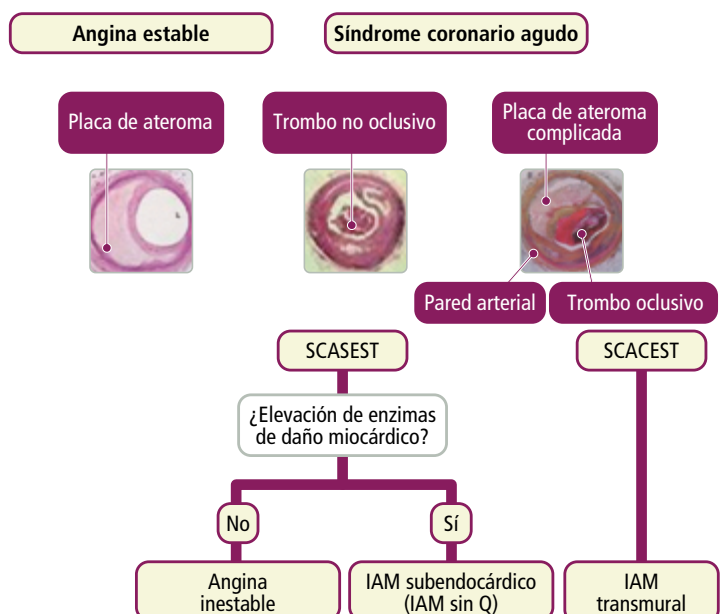 Angina estable
Síndrome coronario agudo
Placa de ateroma
Trombo no oclusivo
Placa de ateroma
complicada
Pared arterial
Trombo oclusivo
SCASEST
SCACEST
¿Elevación de enzimas
de daño miocárdico?
No
Sí
Angina
inestable
IAM subendocárdico
(IAM sin Q)
IAM
transmural